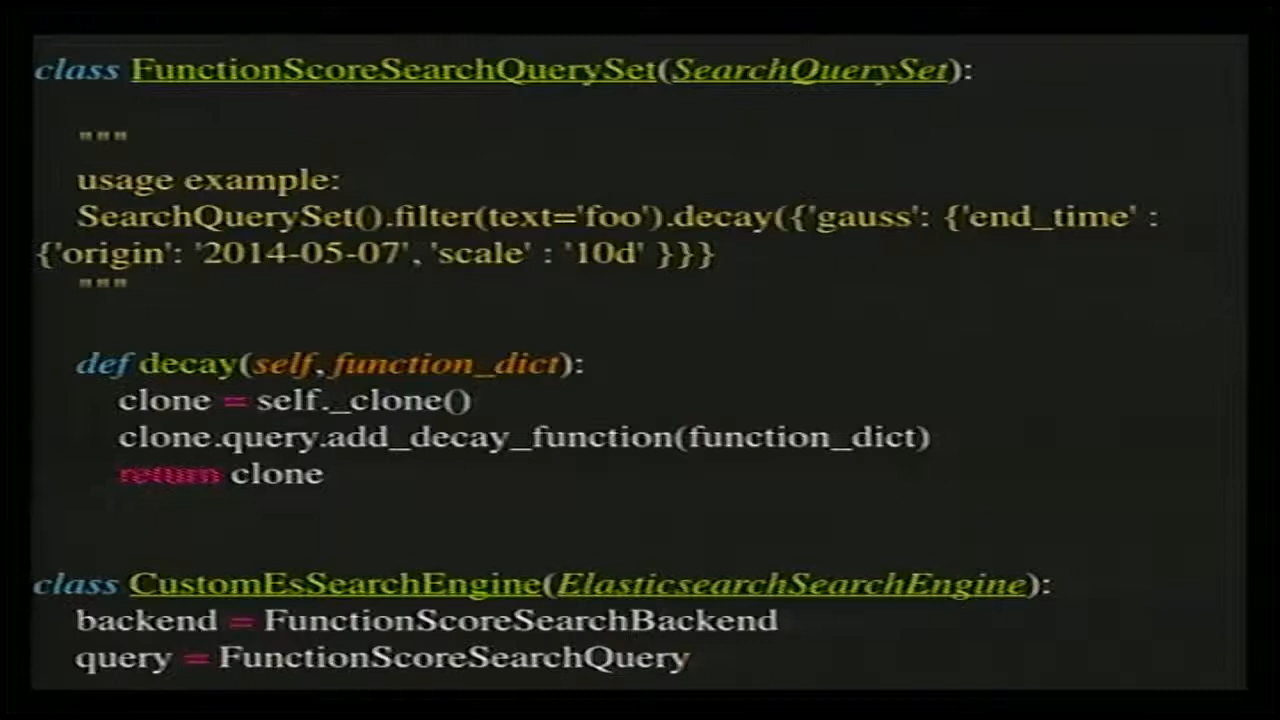 class FunctionScoreSearchQuerySet(SearchQuerySet):
"""
usage example:
SearchQuerySet().filter(text='foo').decay({'gauss': {'end_time' :
{'origin': '2014-05-07', 'scale' : '10d' }}}
"""
def decay(self, function_dict):
clone = self._clone()
clone.query.add_decay_function(function_dict)
return clone
class CustomEsSearchEngine(ElasticsearchSearchEngine):
backend = FunctionScoreSearchBackend
query = FunctionScoreSearchQuery